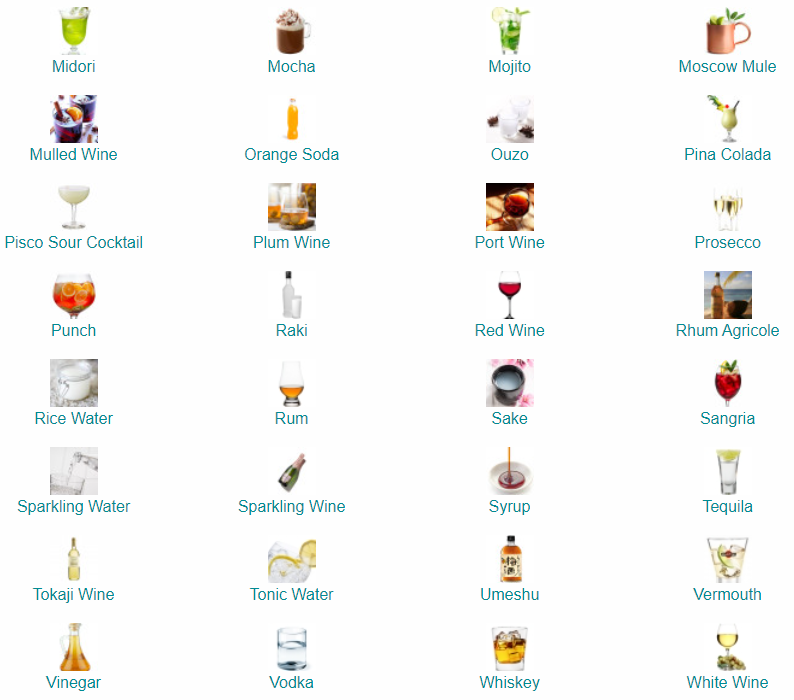 Midori
Mocha
Mojito
Moscow Mule
Mulled Wine
Orange Soda
Ouzo
Pina Colada
Pisco Sour Cocktail
Plum Wine
Port Wine
Prosecco
Punch
Raki
Red Wine
Rhum Agricole
Rice Water
Rum
Sake
Sangria
Sparkling Water
Sparkling Wine
Syrup
Tequila
Tokaji Wine
Tonic Water
Umeshu
Vermouth
Vinegar
Vodka
Whiskey
White Wine